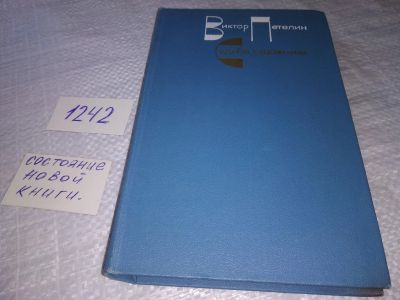 Виктор Петелин
1242
состояние
новой
книги.